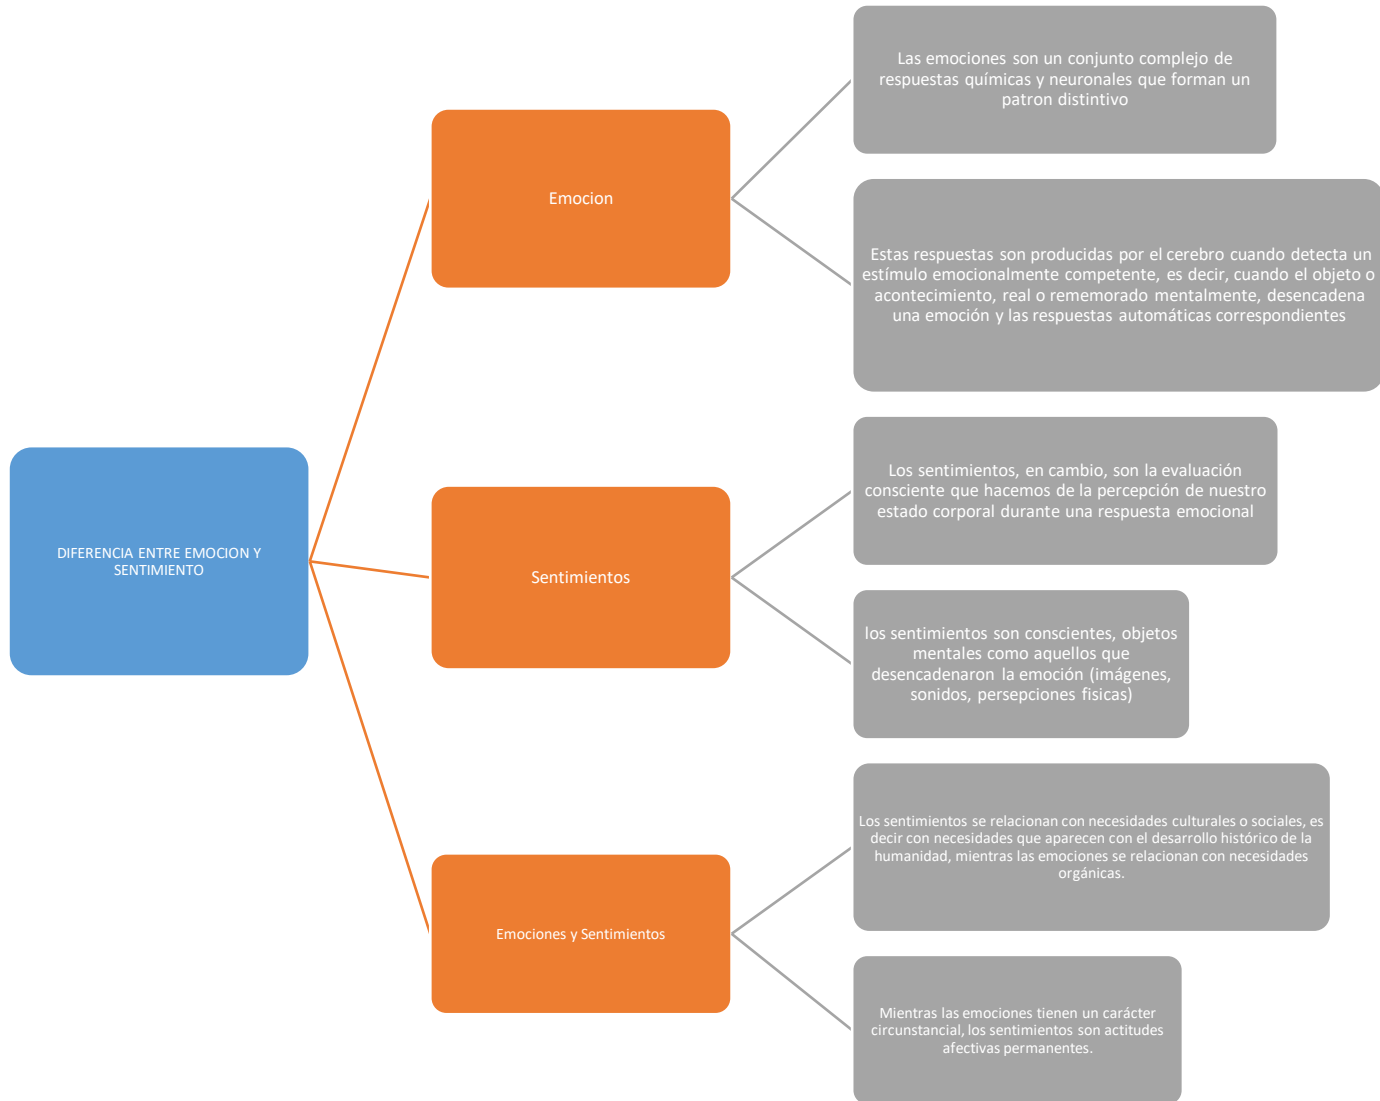 Las emociones son un conjunto complejo de
respuestas químicas y neuronales que forman un
patron distintivo
Emocion
Estas respuestas son producidas por el cerebro cuando detecta un
estímulo emocionalmente competente, es decir, cuando el objeto o
acontecimiento, real o rememorado mentalmente, desencadena
una emoción y las respuestas automáticas correspondientes
DIFERENCIA ENTRE EMOCION Y
SENTIMIENTO
Los sentimientos, en cambio, son la evaluación
consciente que hacemos de la percepción de nuestro
estado corporal durante una respuesta emocional
Sentimientos
los sentimientos son conscientes, objetos
mentales como aquellos que
desencadenaron la emoción (imágenes,
sonidos, persepciones fisicas)
Los sentimientos se relacionan con necesidades culturales o sociales, es
decir con necesidades que aparecen con el desarrollo histórico de la
humanidad, mientras las emociones se relacionan con necesidades
orgánicas.
Emociones y Sentimientos
Mientras las emociones tienen un carácter
circunstancial, los sentimientos son actitudes
afectivas permanentes.